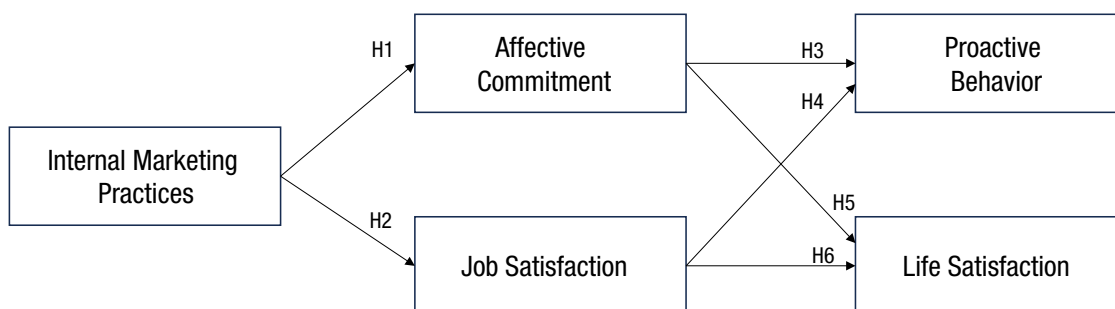 Affective
Commitment
H1
H3
Proactive
Behavior
H4
Internal Marketing
Practices
H2
H5
Job Satisfaction
H6
Life Satisfaction